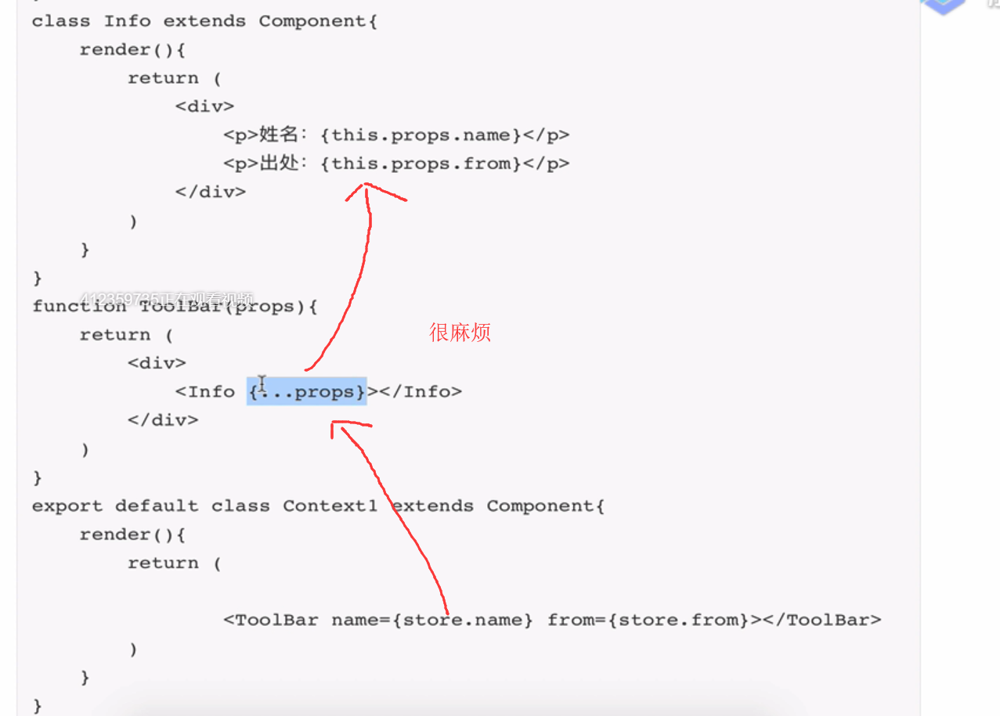 class Info extends Component{
render(){
return (
<div>
<p>姓名：{this.props.name}</p>
<p>出处：{this.props.from}</p>
</div>
)
}
}
412359735正在观看视频
function ToolBar(props){
return (
很麻烦
<div>
<Info {...props}></Info>
</div>
)
}
export default class Context1 extends Component{
render(){
return (
<ToolBar name={store.name} from={store.from}></ToolBar>
)
}
}